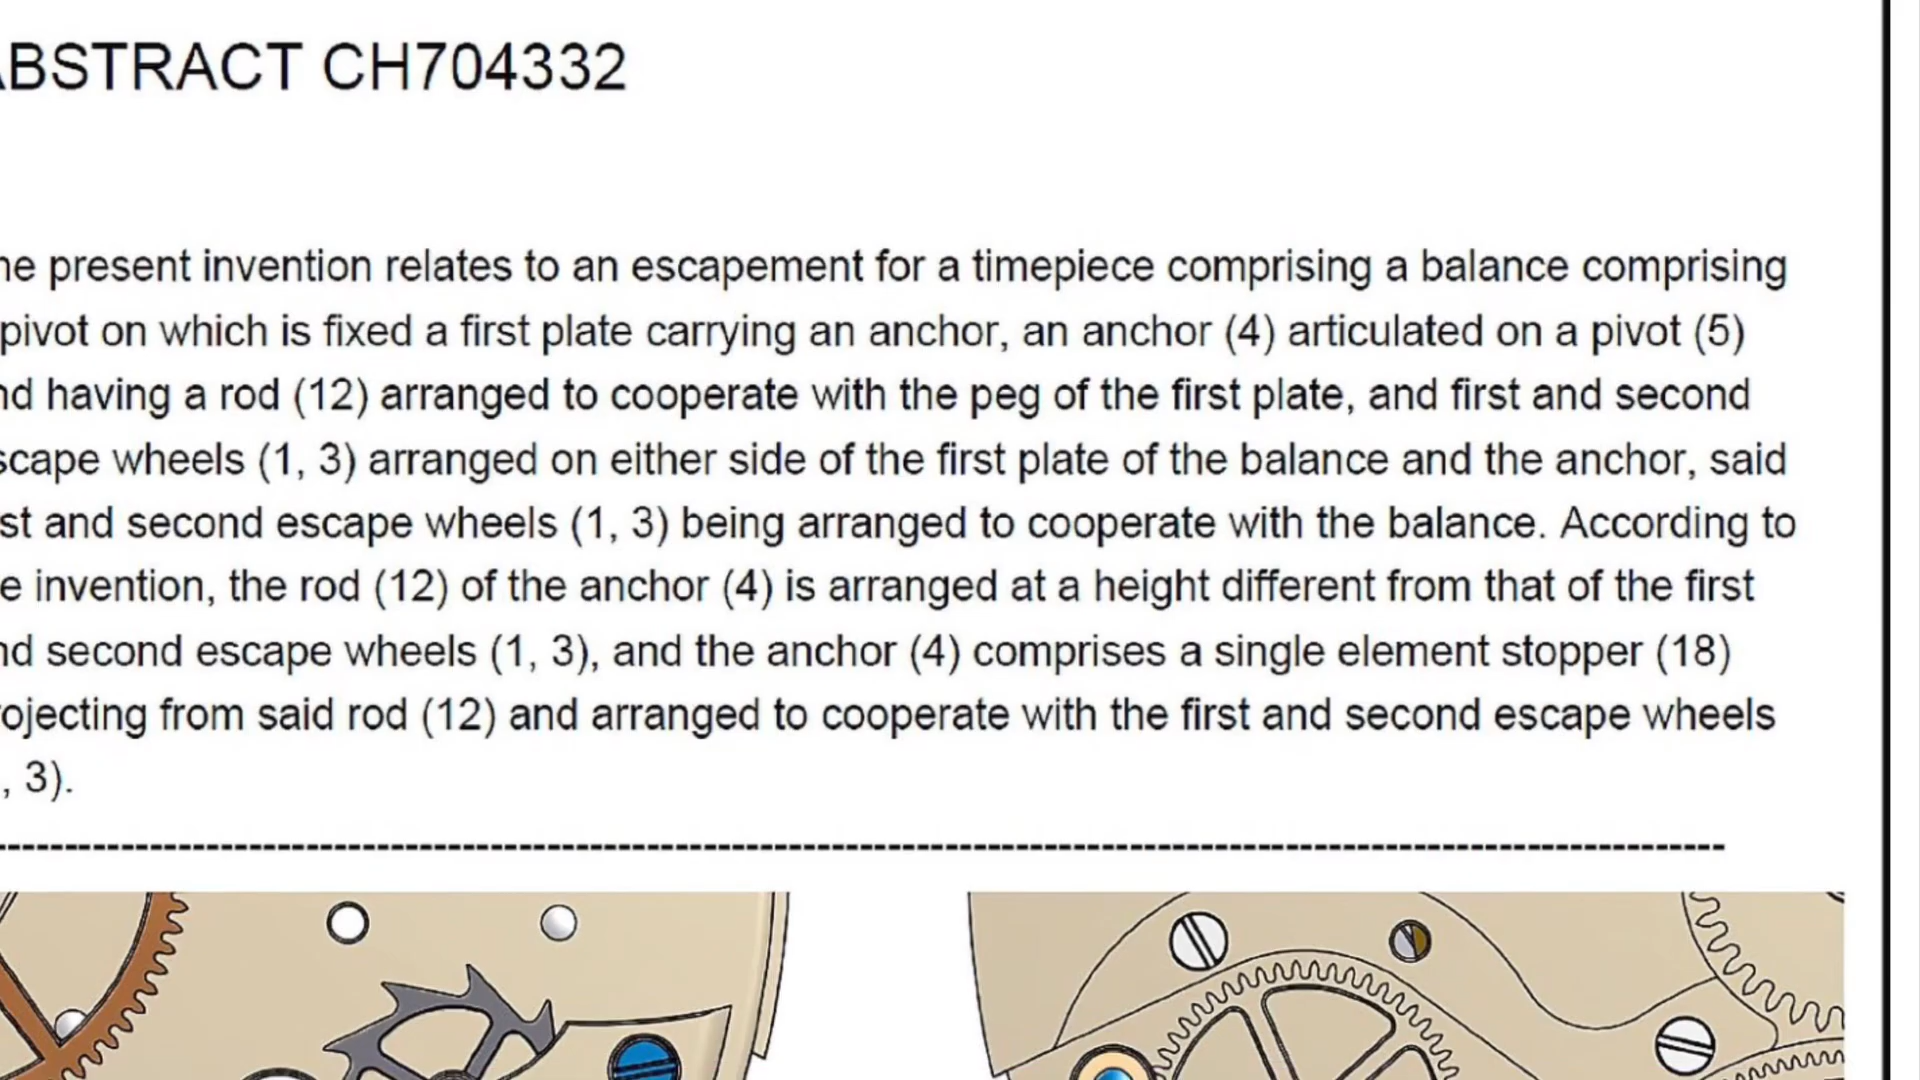 ABSTRACT CH704332
he present invention relates to an escapement for a timepiece comprising a balance comprising
pivot on which is fixed a first plate carrying an anchor, an anchor (4) articulated on a pivot (5)
nd having a rod (12) arranged to cooperate with the peg of the first plate, and first and second
scape wheels (1, 3) arranged on either side of the first plate of the balance and the anchor, said
st and second escape wheels (1, 3) being arranged to cooperate with the balance. According to
e invention, the rod (12) of the anchor (4) is arranged at a height different from that of the first
nd second escape wheels (1, 3), and the anchor (4) comprises a single element stopper (18)
rojecting from said rod (12) and arranged to cooperate with the first and second escape wheels
, 3).